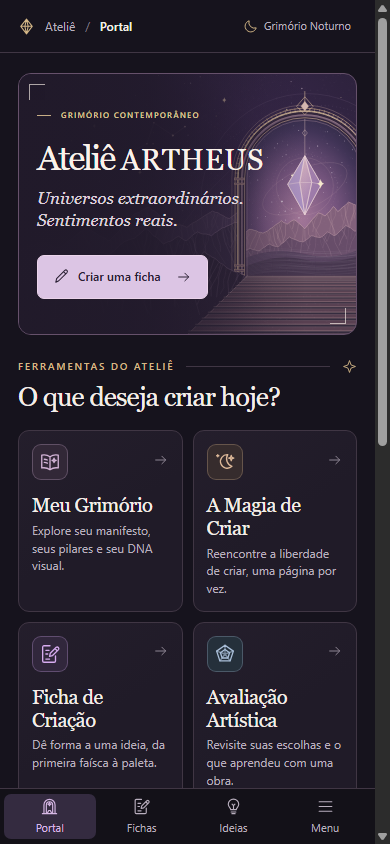 Ateliê / Portal
Grimório Noturno
GRIMÓRIO CONTEMPORÂNEO
Ateliê ARTHEUS
Universos extraordinários.
Sentimentos reais.
Criar uma ficha
FERRAMENTAS DO ATELIÊ
O que deseja criar hoje?
Meu Grimório
Explore seu manifesto,
seus pilares e seu DNA
visual.
A Magia de
Criar
Reencontre a liberdade
de criar, uma página por
vez.
Ficha de
Criação
Dê forma a uma ideia, da
primeira faísca à paleta.
Avaliação
Artística
Revisite suas escolhas e o
que aprendeu com uma
obra.
Portal
Fichas
Ideias
Menu